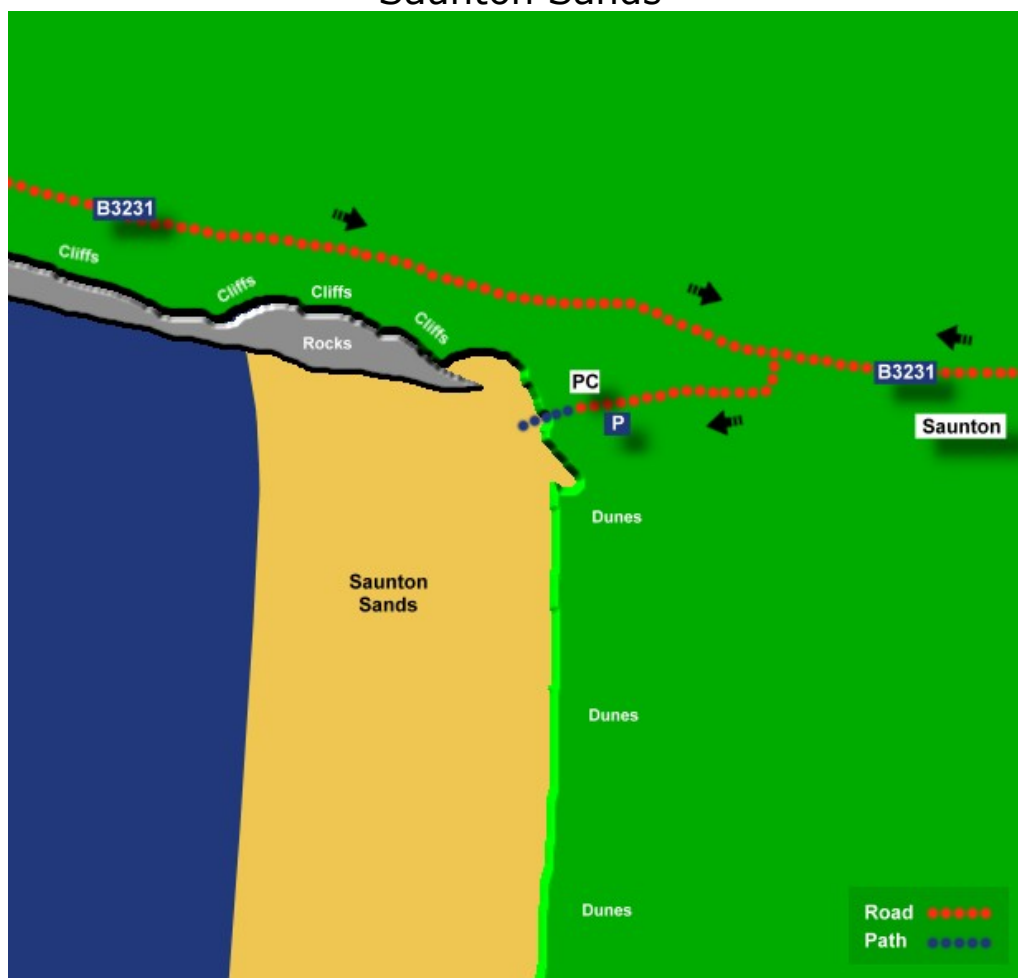 Saunton Sands
B3231
Cliffs
Cliffs
Cliffs
Cliffs
Rocks
PC
B3231
P
Saunton
Dunes
Saunton
Sands
Dunes
Dunes
Road
Path